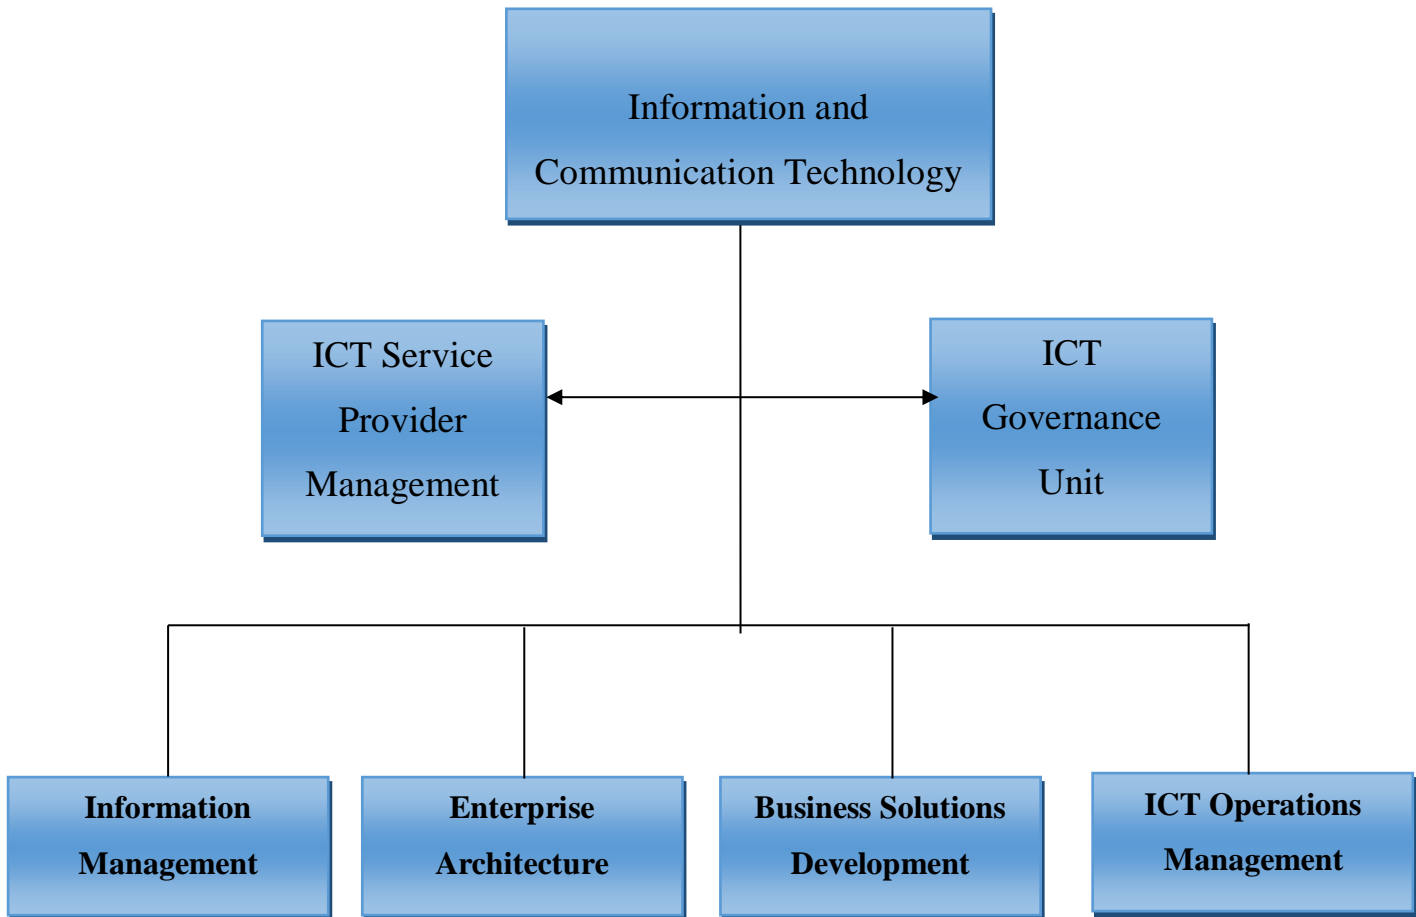 Information and
Communication Technology
ICT Service
Provider
Management
ICT
Governance
Unit
Information
Management
Enterprise
Architecture
Business Solutions
Development
ICT Operations
Management